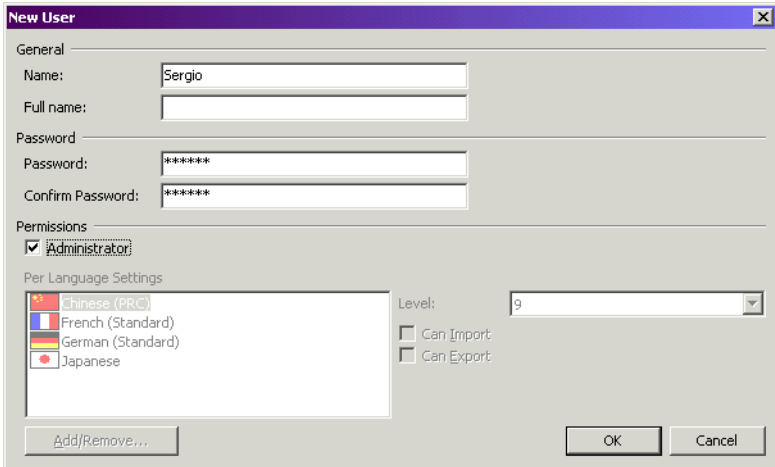 New User
General
Name: Sergio
Full name:
Password
Password: ******
Confirm Password: ******
Permissions
Administrator
Per Language Settings
Chinese (PRC)
French (Standard)
German (Standard)
Japanese
Level: 9
Can Import
Can Export
Add/Remove...
OK Cancel